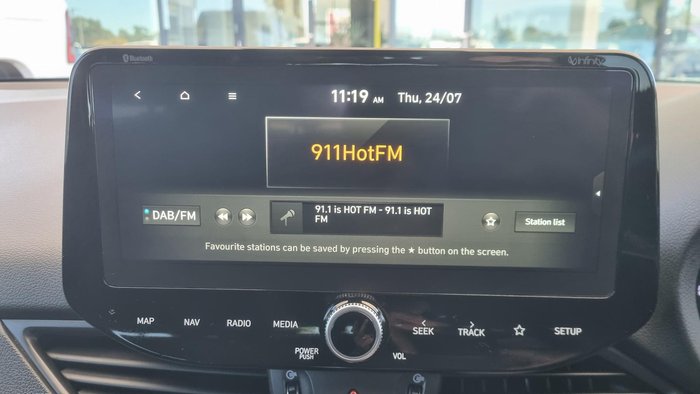 Bluetooth
infinity
11:19 AM Thu, 24/07
911HotFM
DAB/FM
91.1 is HOT FM - 91.1 is HOT
FM
Station list
Favourite stations can be saved by pressing the ★ button on the screen.
MAP NAV RADIO MEDIA
POWER
PUSH
VOL
SEEK TRACK SETUP